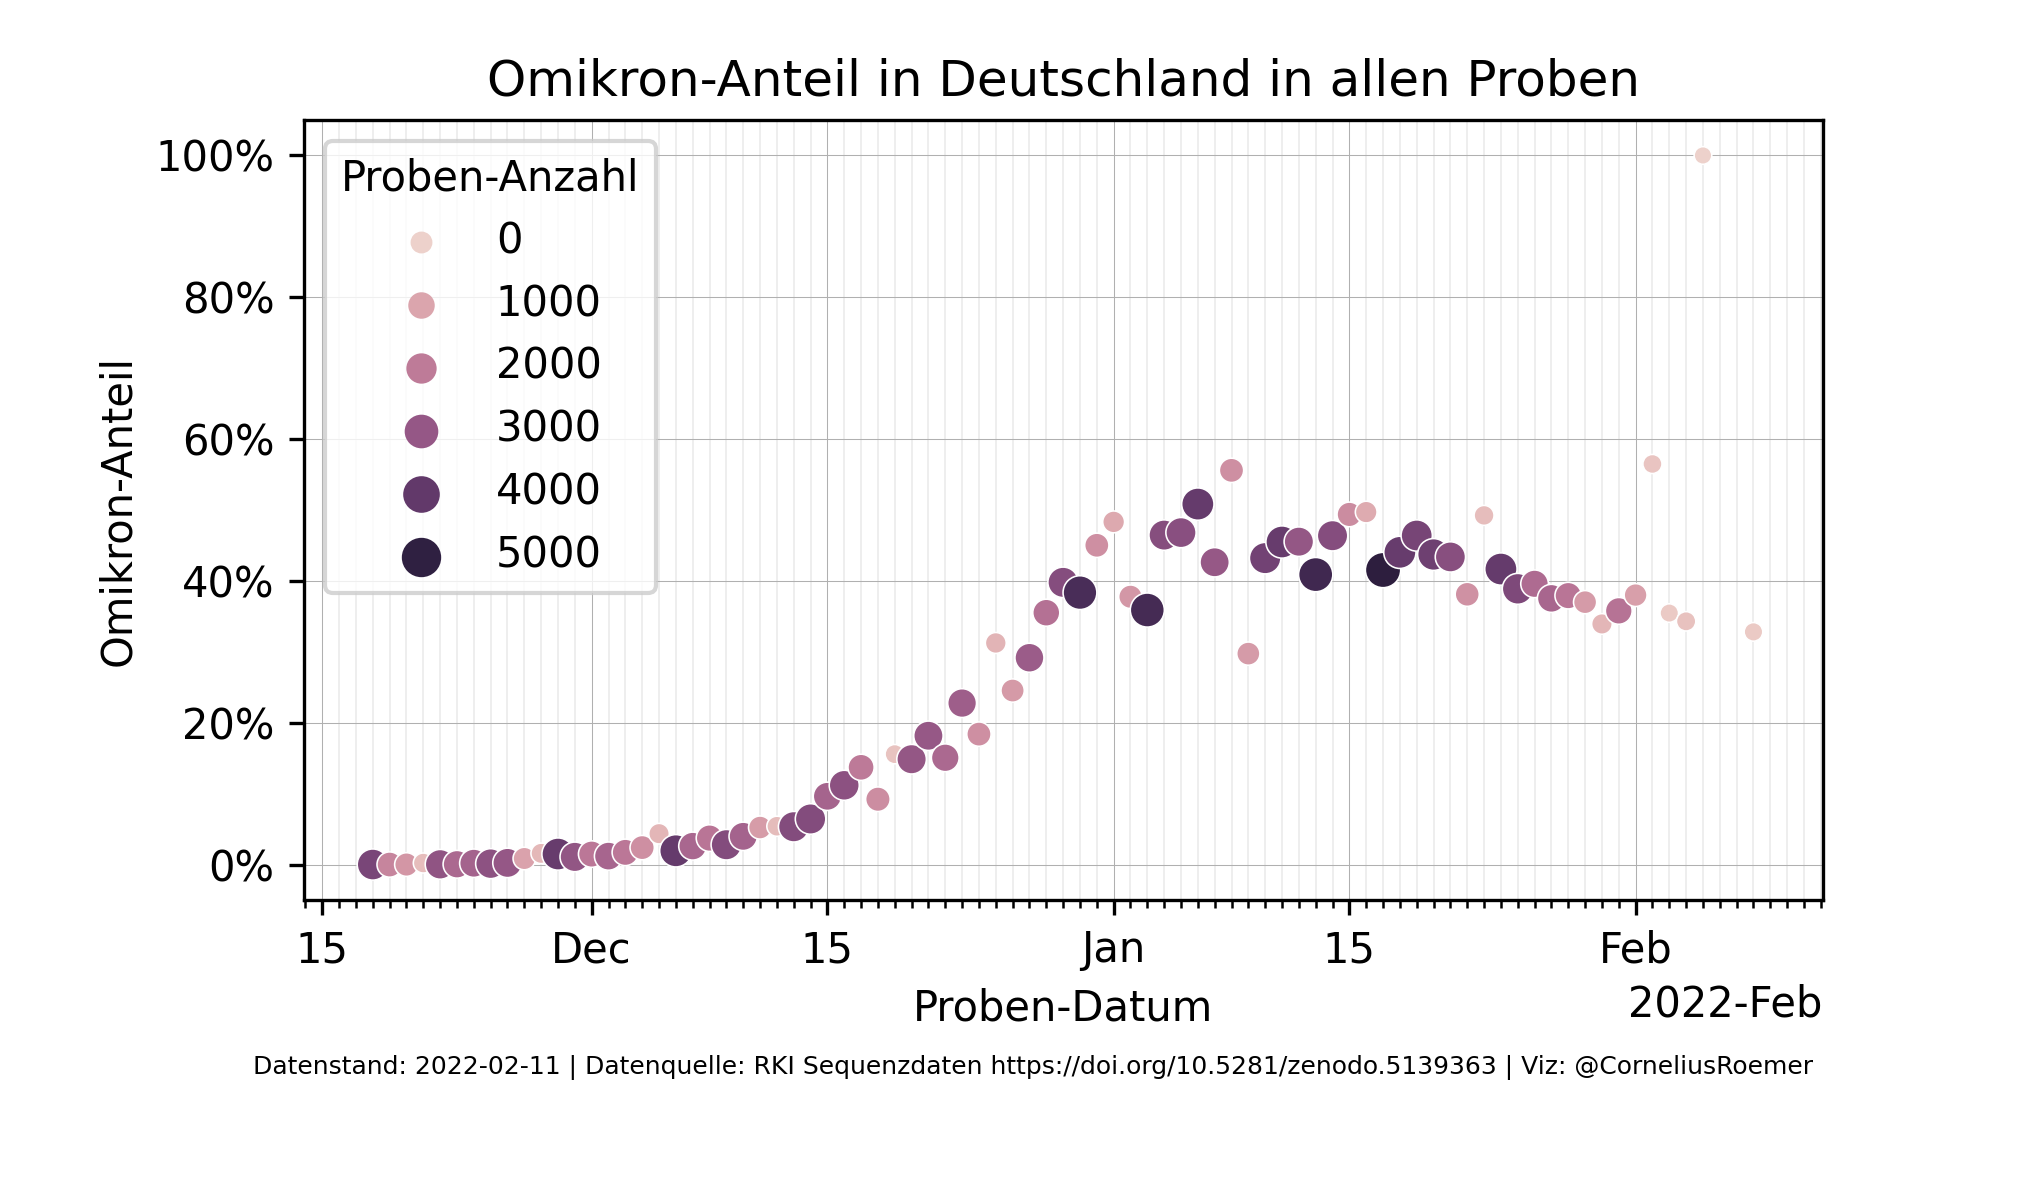 Omikron-Anteil in Deutschland in allen Proben
100%
80%
60%
40%
20%
0%
Omikron-Anteil
Proben-Anzahl
0
1000
2000
3000
4000
5000
15 Dec 15 Jan 15 Feb
2022-Feb
Proben-Datum
Datenstand: 2022-02-11 | Datenquelle: RKI Sequenzdaten https://doi.org/10.5281/zenodo.5139363 | Viz: @CorneliusRoemer